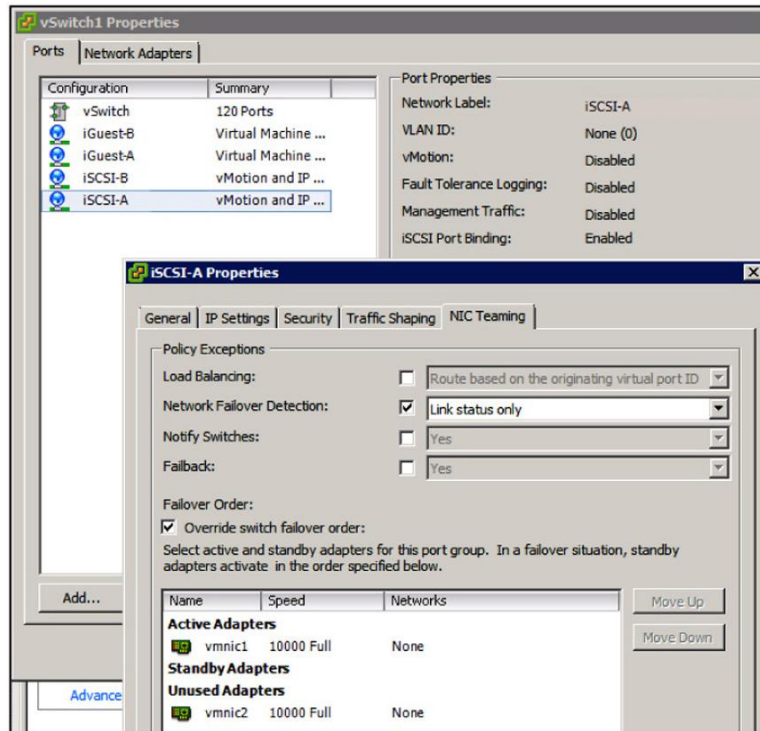 vSwitch1 Properties
Ports Network Adapters
Configuration Summary
vSwitch 120 Ports
iGuest-B Virtual Machine ...
iGuest-A Virtual Machine ...
iSCSI-B vMotion and IP ...
iSCSI-A vMotion and IP ...
Add...
Port Properties
Network Label: iSCSI-A
VLAN ID: None (0)
vMotion: Disabled
Fault Tolerance Logging: Disabled
Management Traffic: Disabled
iSCSI Port Binding: Enabled
iSCSI-A Properties
General IP Settings Security Traffic Shaping NIC Teaming
Policy Exceptions
Load Balancing: Route based on the originating virtual port ID
Network Failover Detection: Link status only
Notify Switches: Yes
Failback: Yes
Failover Order:
Override switch failover order:
Select active and standby adapters for this port group. In a failover situation, standby
adapters activate in the order specified below.
Name Speed Networks
Active Adapters
vmnic1 10000 Full None
Standby Adapters
Unused Adapters
vmnic2 10000 Full None
Move Up
Move Down
Advance